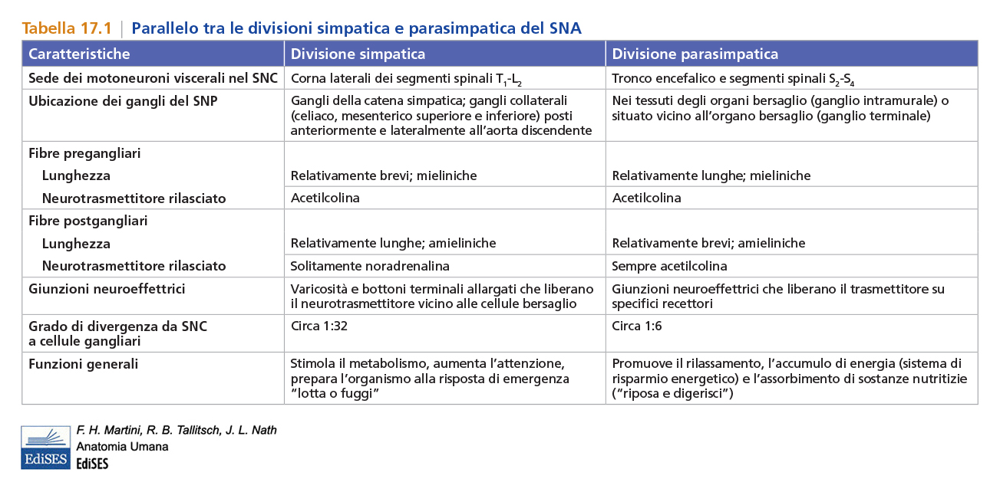 Tabella 17.1 | Parallelo tra le divisioni simpatica e parasimpatica del SNA
Caratteristiche Divisione simpatica Divisione parasimpatica
Sede dei motoneuroni viscerali nel SNC Corna laterali dei segmenti spinali T1-L2 Tronco encefalico e segmenti spinali S2-S4
Ubicazione dei gangli del SNP Gangli della catena simpatica; gangli collaterali Nei tessuti degli organi bersaglio (ganglio intramurale) o
(celiaco, mesenterico superiore e inferiore) posti situato vicino all’organo bersaglio (ganglio terminale)
anteriormente e lateralmente all’aorta discendente
Fibre pregangliari
Lunghezza Relativamente brevi; mieliniche Relativamente lunghe; mieliniche
Neurotrasmettitore rilasciato Acetilcolina Acetilcolina
Fibre postgangliari
Lunghezza Relativamente lunghe; amieliniche Relativamente brevi; amieliniche
Neurotrasmettitore rilasciato Solitamente noradrenalina Sempre acetilcolina
Giunzioni neuroeffettrici Varicosità e bottoni terminali allargati che liberano Giunzioni neuroeffettrici che liberano il trasmettitore su
il neurotrasmettitore vicino alle cellule bersaglio specifici recettori
Grado di divergenza da SNC Circa 1:32 Circa 1:6
a cellule gangliari
Funzioni generali Stimola il metabolismo, aumenta l’attenzione, Promuove il rilassamento, l’accumulo di energia (sistema di
prepara l’organismo alla risposta di emergenza risparmio energetico) e l’assorbimento di sostanze nutritizie
“lotta o fuggi” (“riposa e digerisci”)
F. H. Martini, R. B. Tallitsch, J. L. Nath
Anatomia Umana
EdiSES EdiSES